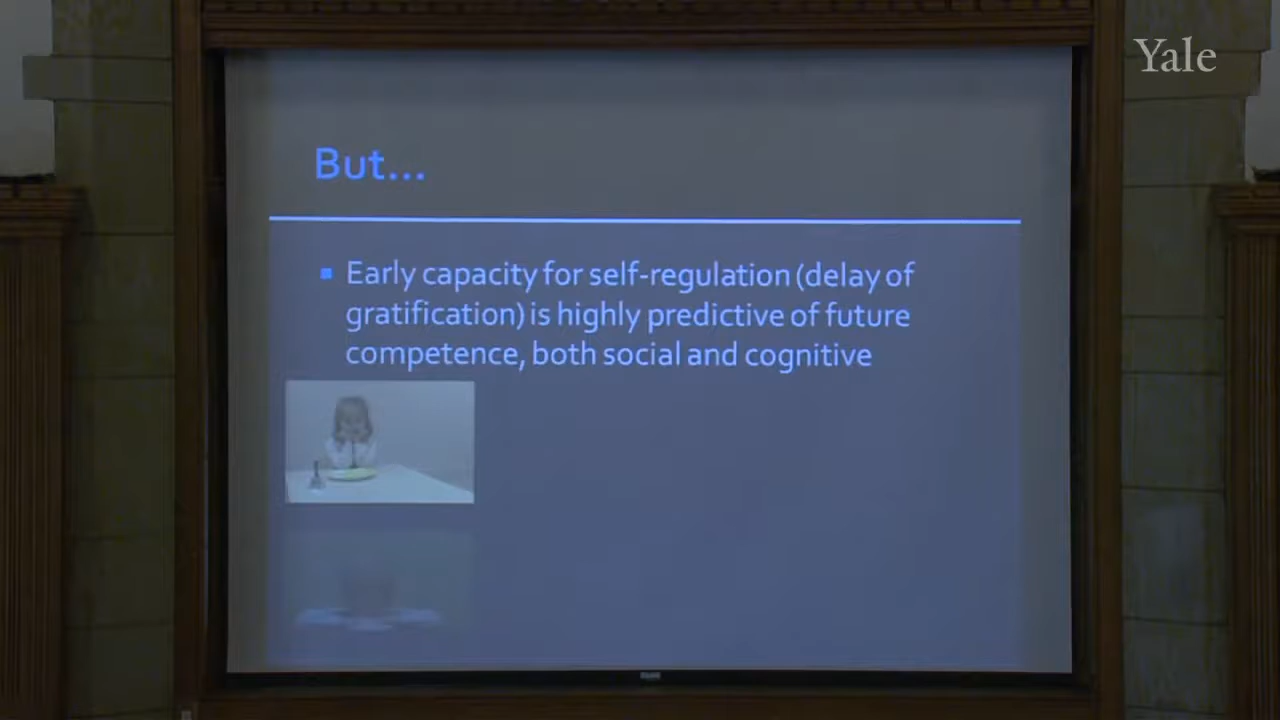 Yale
But...
Early capacity for self-regulation (delay of
gratification) is highly predictive of future
competence, both social and cognitive